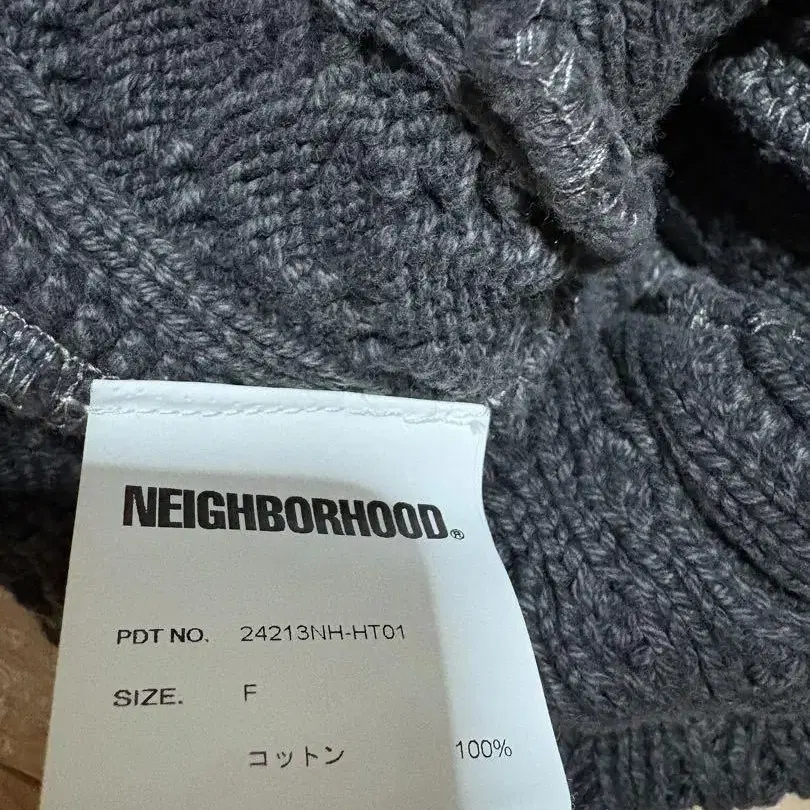 NEIGHBORHOOD®
PDT NO. 24213NH-HT01
SIZE. F
コットン 100%